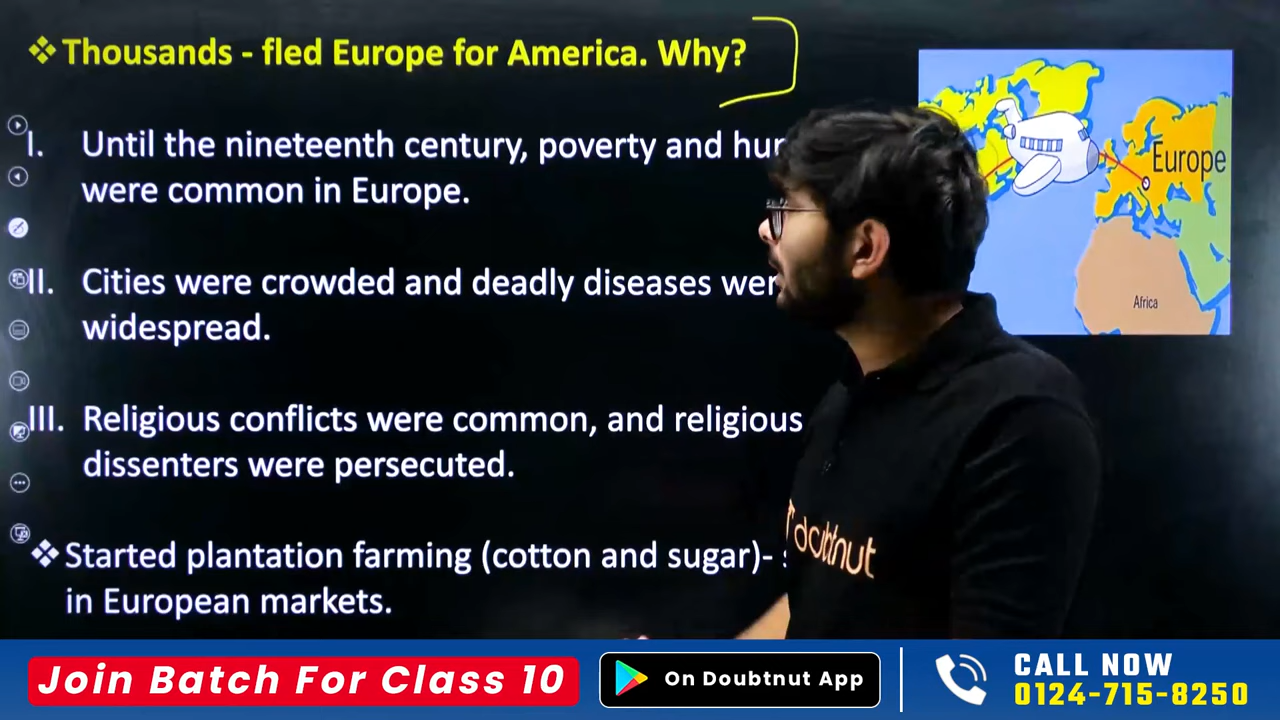 ❖Thousands - fled Europe for America. Why?
I. Until the nineteenth century, poverty and
were common in Europe.
II. Cities were crowded and deadly diseases
widespread.
III. Religious conflicts were common, and religious
dissenters were persecuted.
❖Started plantation farming (cotton and sugar)-
in European markets.
Europe
Africa
doubtnut
Join Batch For Class 10
On Doubtnut App
CALL NOW
0124-715-8250